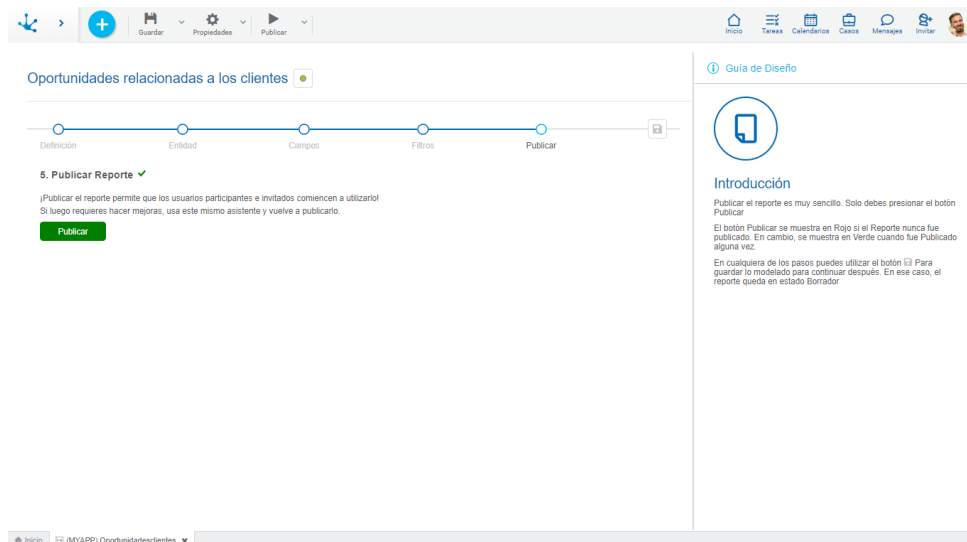 Guardar
Propiedades
Publicar
Inicio
Tareas
Calendarios
Casos
Mensajes
Invitar
Oportunidades relacionadas a los clientes
Definición
Entidad
Campos
Filtros
Publicar
5. Publicar Reporte
¡Publicar el reporte permite que los usuarios participantes e invitados comiencen a utilizarlo!
Si luego requieres hacer mejoras, usa este mismo asistente y vuelve a publicarlo.
Publicar
Guía de Diseño
Introducción
Publicar el reporte es muy sencillo. Solo debes presionar el botón
Publicar
El botón Publicar se muestra en Rojo si el Reporte nunca fue
publicado. En cambio, se muestra en Verde cuando fue Publicado
alguna vez.
En cualquiera de los pasos puedes utilizar el botón Para
guardar lo modelado para continuar después. En ese caso, el
reporte queda en estado Borrador
Inicio
(MYAPP) Oportunidadesclientes